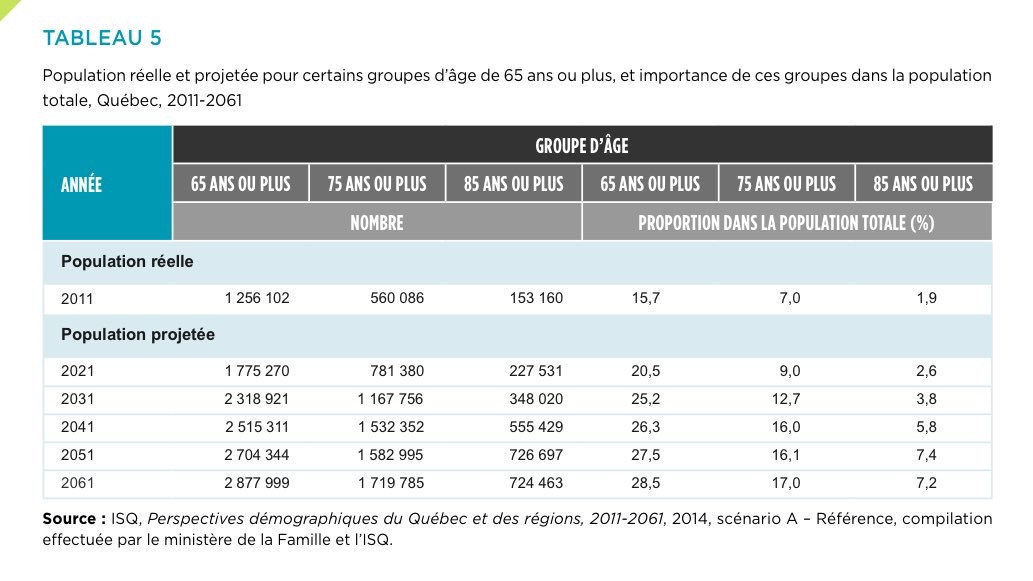 TABLEAU 5
Population réelle et projetée pour certains groupes d'âge de 65 ans ou plus, et importance de ces groupes dans la population
totale, Québec, 2011-2061
GROUPE D'ÂGE
ANNÉE 65 ANS OU PLUS 75 ANS OU PLUS 85 ANS OU PLUS 65 ANS OU PLUS 75 ANS OU PLUS 85 ANS OU PLUS
NOMBRE PROPORTION DANS LA POPULATION TOTALE (%)
Population réelle
2011 1 256 102 560 086 153 160 15,7 7,0 1,9
Population projetée
2021 1 775 270 781 380 227 531 20,5 9,0 2,6
2031 2 318 921 1 167 756 348 020 25,2 12,7 3,8
2041 2 515 311 1 532 352 555 429 26,3 16,0 5,8
2051 2 704 344 1 582 995 726 697 27,5 16,1 7,4
2061 2 877 999 1 719 785 724 463 28,5 17,0 7,2
Source : ISQ, Perspectives démographiques du Québec et des régions, 2011-2061, 2014, scénario A – Référence, compilation
effectuée par le ministère de la Famille et l'ISQ.